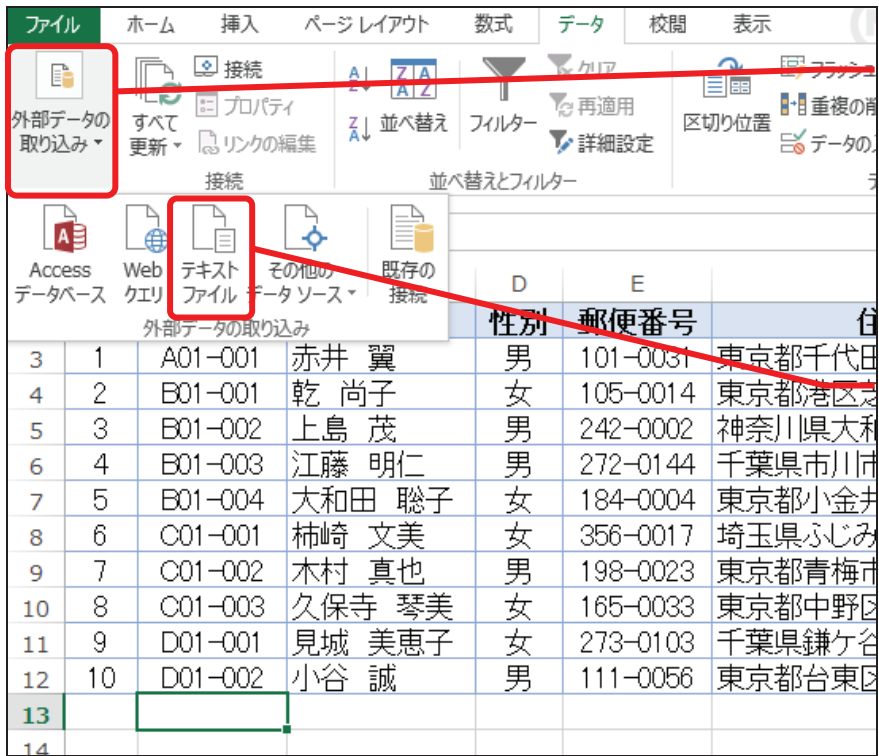 ファイル ホーム 挿入 ページ レイアウト 数式 データ 校閲 表示
外部データの
取り込み
すべて
更新
接続
プロパティ
リンクの編集
接続
並べ替え
フィルター
クリア
再適用
詳細設定
並べ替えとフィルター
区切り位置
フラッシュ
重複の削
データの入
デ
Access
データベース
Web
クエリ
テキスト
ファイル
その他の
データ ソース
既存の
接続
外部データの取り込み
D E
性別 郵便番号 住
3 1 A01-001 赤井 翼 男 101-0031 東京都千代田
4 2 B01-001 乾 尚子 女 105-0014 東京都港区芝
5 3 B01-002 上島 茂 男 242-0002 神奈川県大和
6 4 B01-003 江藤 明仁 男 272-0144 千葉県市川市
7 5 B01-004 大和田 聡子 女 184-0004 東京都小金井
8 6 C01-001 柿崎 文美 女 356-0017 埼玉県ふじみ
9 7 C01-002 木村 真也 男 198-0023 東京都青梅市
10 8 C01-003 久保寺 琴美 女 165-0033 東京都中野区
11 9 D01-001 見城 美恵子 女 273-0103 千葉県鎌ケ谷
12 10 D01-002 小谷 誠 男 111-0056 東京都台東区
13
14